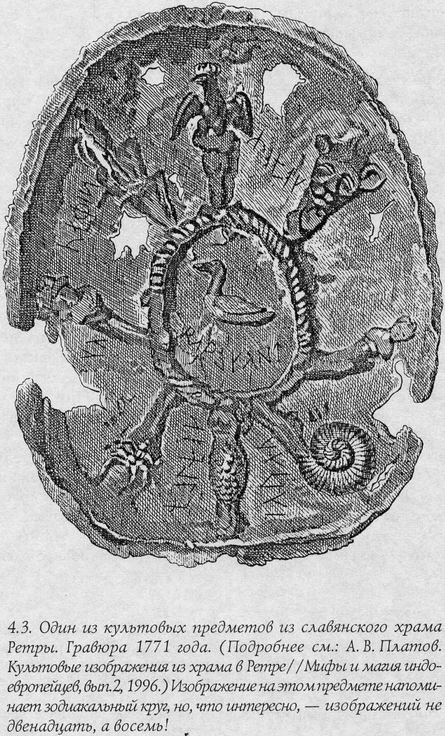 4.3. Один из культовых предметов из славянского храма
Ретры. Гравюра 1771 года. (Подробнее см.: А. В. Платов.
Культовые изображения из храма в Ретре//Мифы и магия индо-
европейцев, вып. 2, 1996.) Изображение на этом предмете напоми-
нает зодиакальный круг, но, что интересно, — изображений не
двенадцать, а восемь!